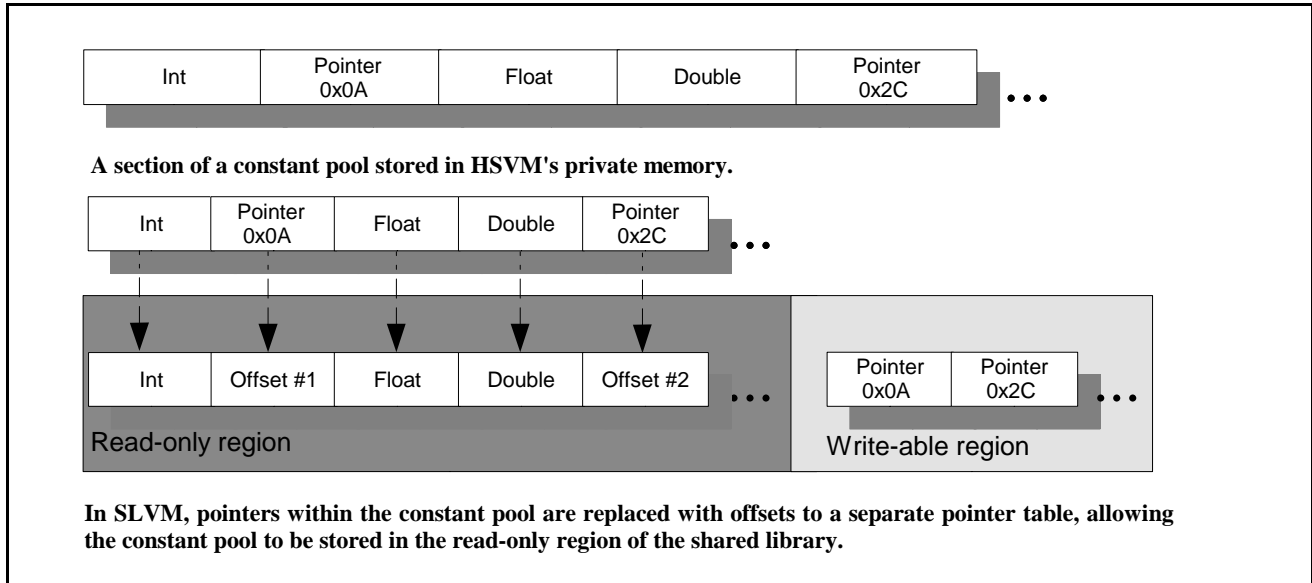 Int Pointer 0x0A Float Double Pointer 0x2C ...
A section of a constant pool stored in HSVM's private memory.
Int Pointer 0x0A Float Double Pointer 0x2C ...
Int Offset #1 Float Double Offset #2 ... Pointer 0x0A Pointer 0x2C ...
Read-only region Write-able region
In SLVM, pointers within the constant pool are replaced with offsets to a separate pointer table, allowing
the constant pool to be stored in the read-only region of the shared library.